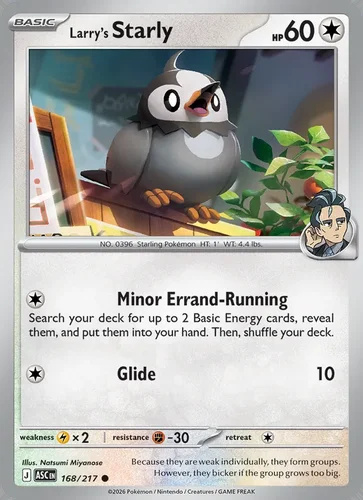 BASIC
Larry's Starly
HP 60
NO. 0396 Starling Pokémon HT: 1' WT: 4.4 lbs.
Minor Errand-Running
Search your deck for up to 2 Basic Energy cards, reveal
them, and put them into your hand. Then, shuffle your deck.
Glide 10
weakness ×2 resistance -30 retreat
Illus. Natsumi Miyanose
J ASC EN 168/217
Because they are weak individually, they form groups.
However, they bicker if the group grows too big.
©2026 Pokémon / Nintendo / Creatures / GAME FREAK